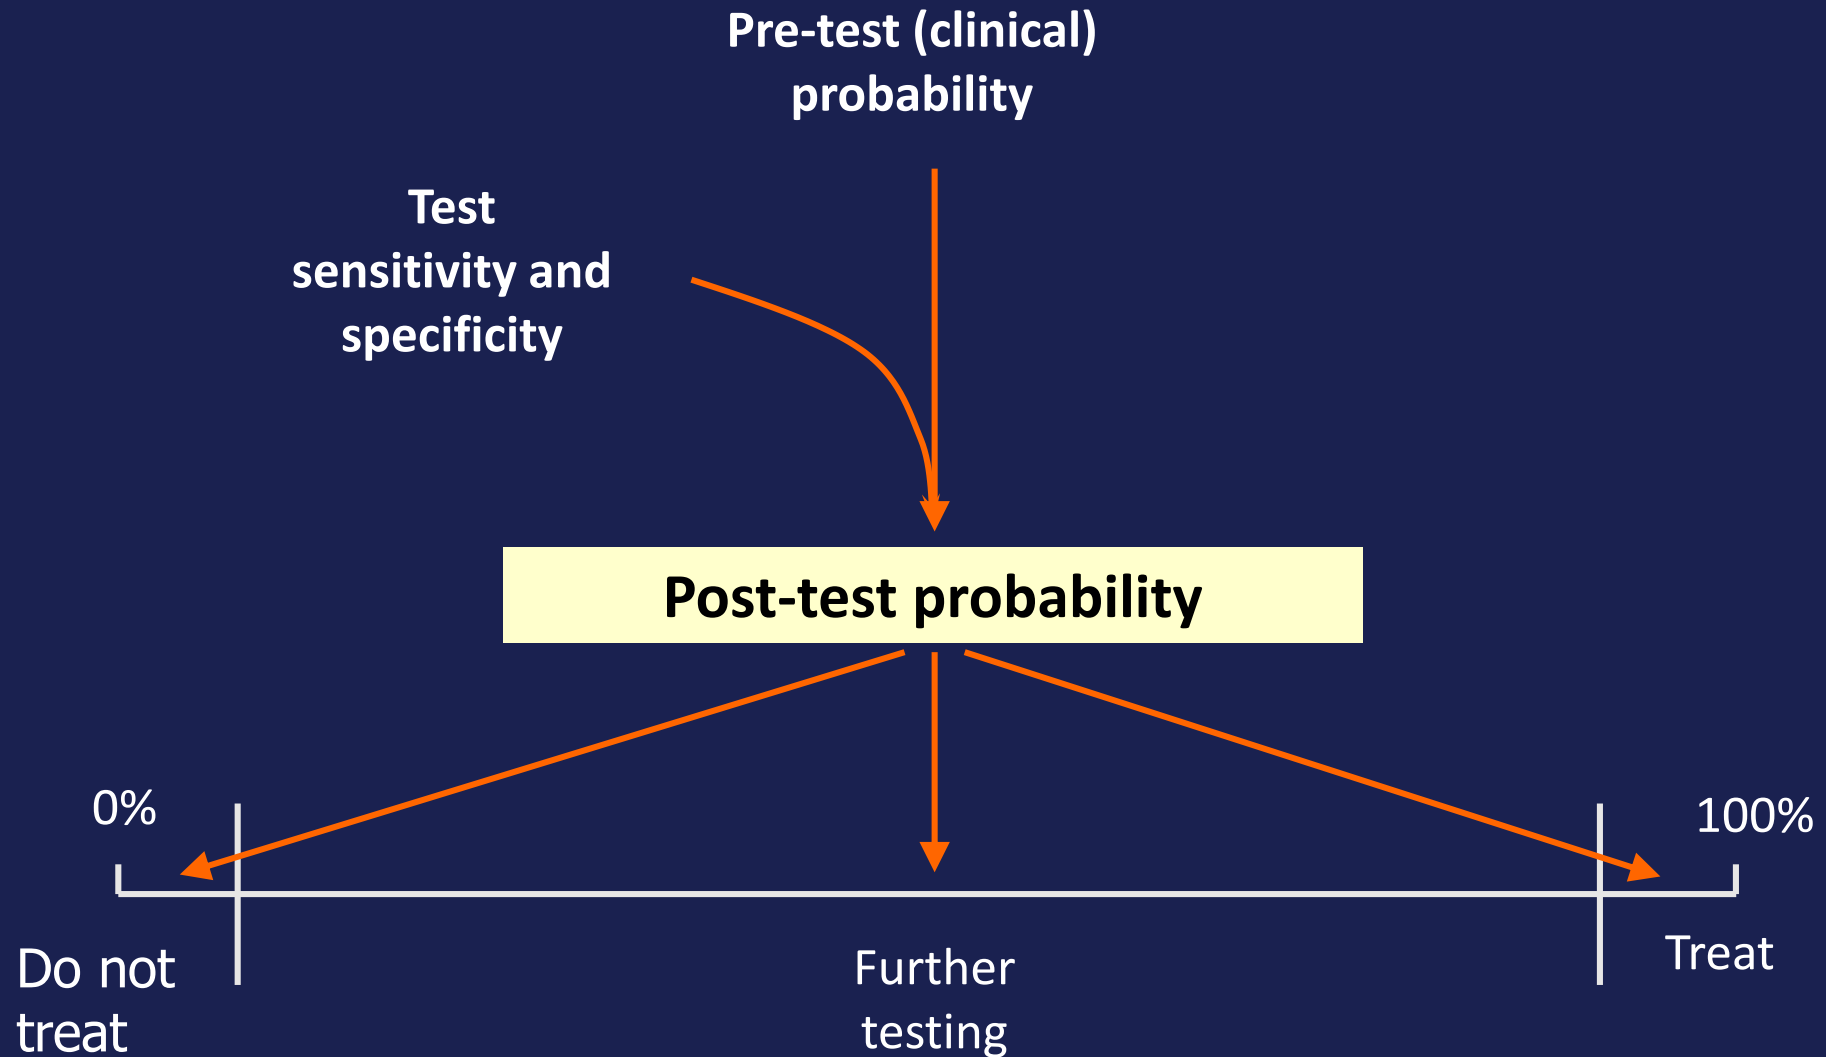 Pre-test (clinical)
probability
Test
sensitivity and
specificity
Post-test probability
0%
100%
Do not
treat
Further
testing
Treat